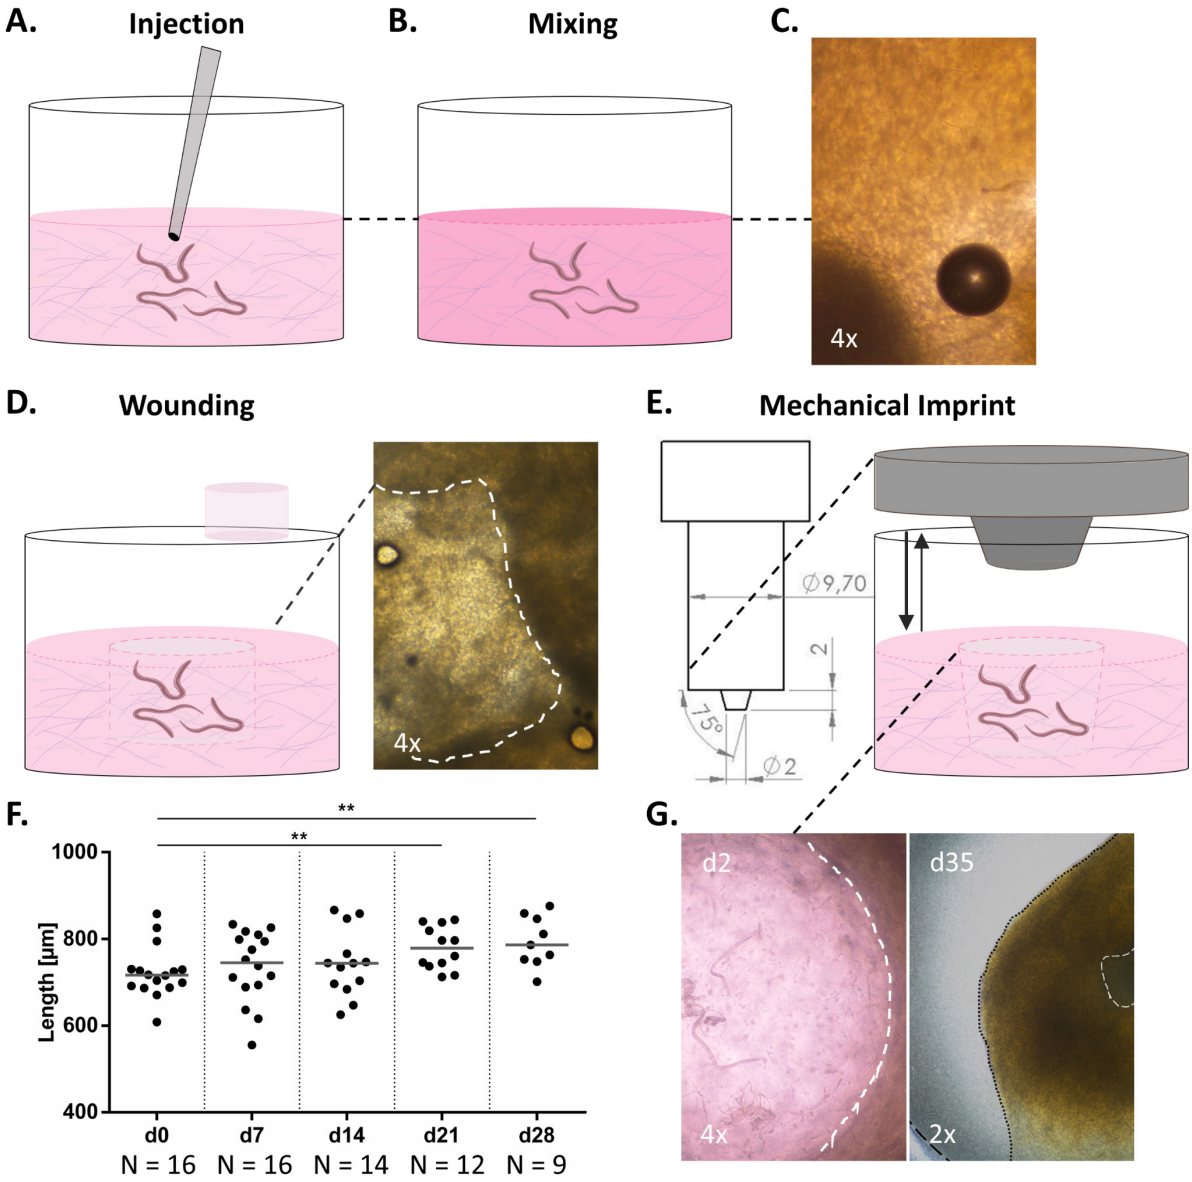 A.
Injection
B.
Mixing
C.
4x
D.
Wounding
4x
E.
Mechanical Imprint
Ø9,70
2
75°
Ø2
F.
**
**
Length [µm]
1000
800
600
400
d0 d7 d14 d21 d28
N = 16 N = 16 N = 14 N = 12 N = 9
G.
d2
4x
d35
2x